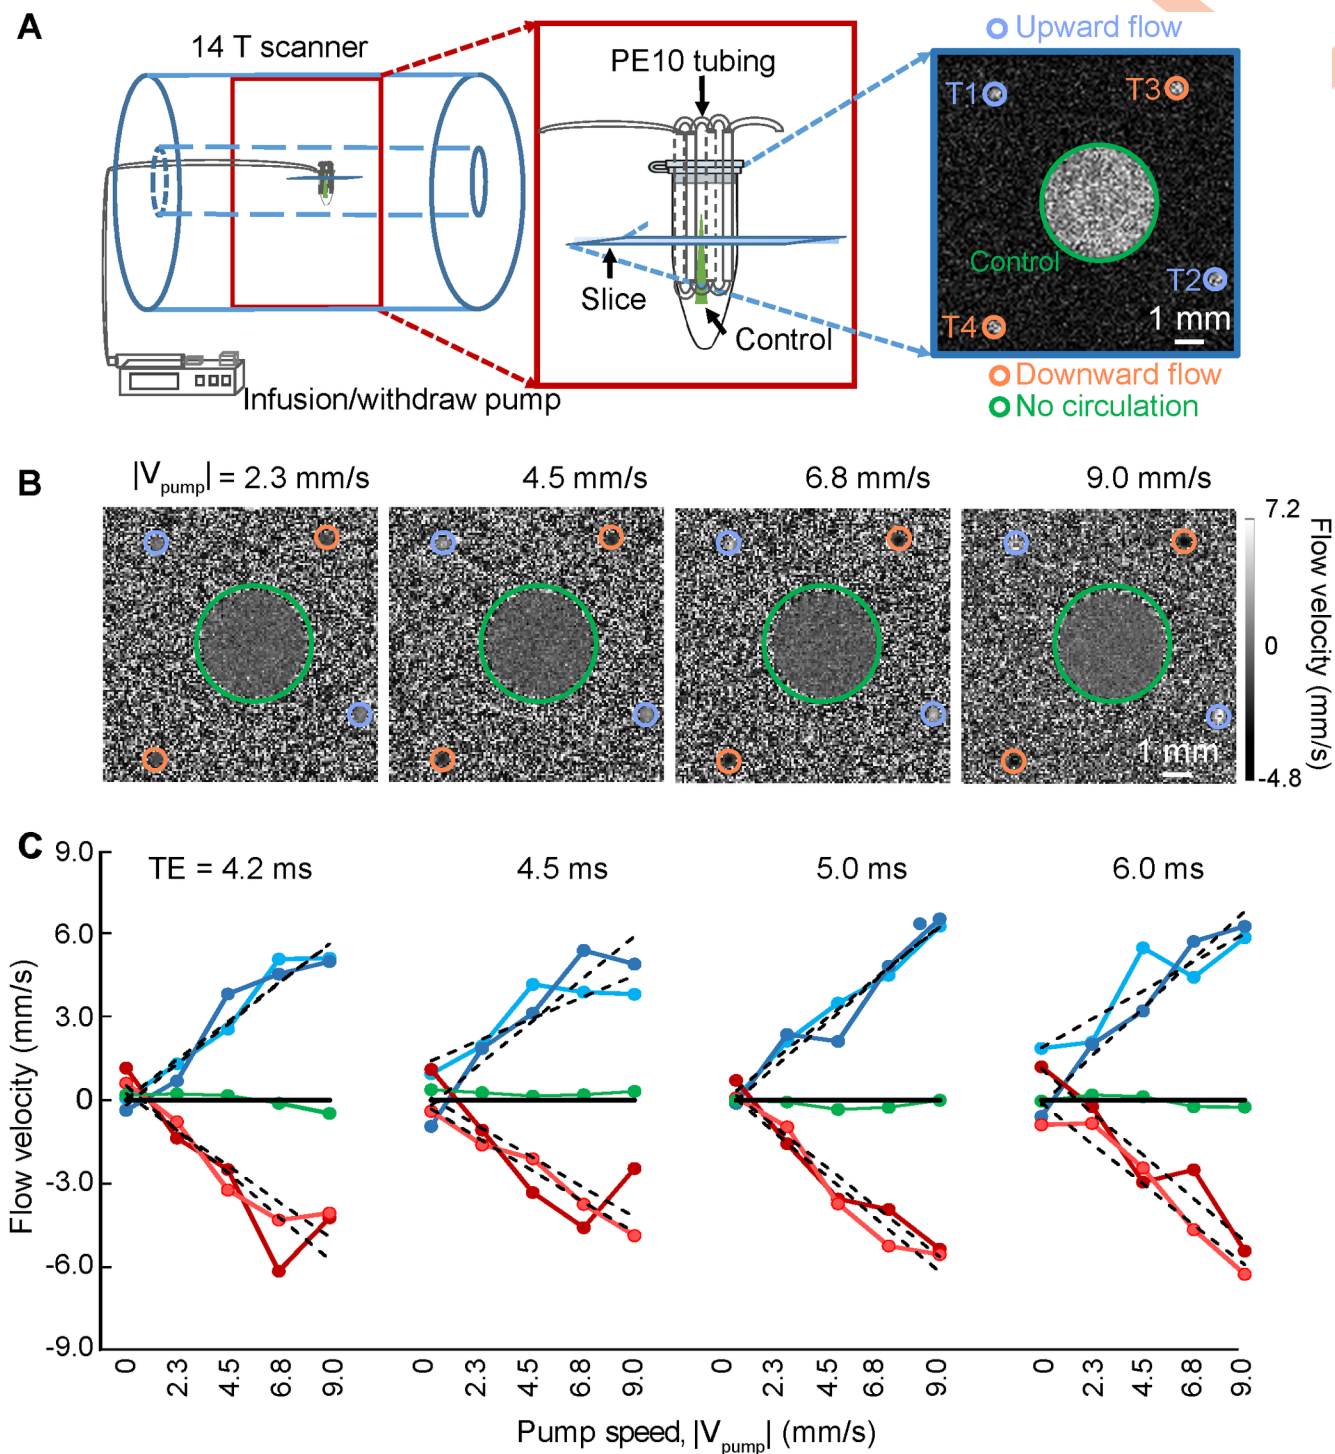 A
14 T scanner
PE10 tubing
Upward flow
T1
T3
Control
T2
T4
1 mm
Slice
Control
Infusion/withdraw pump
Downward flow
No circulation
B
|Vpump| = 2.3 mm/s
4.5 mm/s
6.8 mm/s
9.0 mm/s
1 mm
7.2
0
-4.8
Flow velocity (mm/s)
C
TE = 4.2 ms
4.5 ms
5.0 ms
6.0 ms
9.0
6.0
3.0
0
-3.0
-6.0
-9.0
Flow velocity (mm/s)
0 2.3 4.5 6.8 9.0
0 2.3 4.5 6.8 9.0
0 2.3 4.5 6.8 9.0
0 2.3 4.5 6.8 9.0
Pump speed, |Vpump| (mm/s)